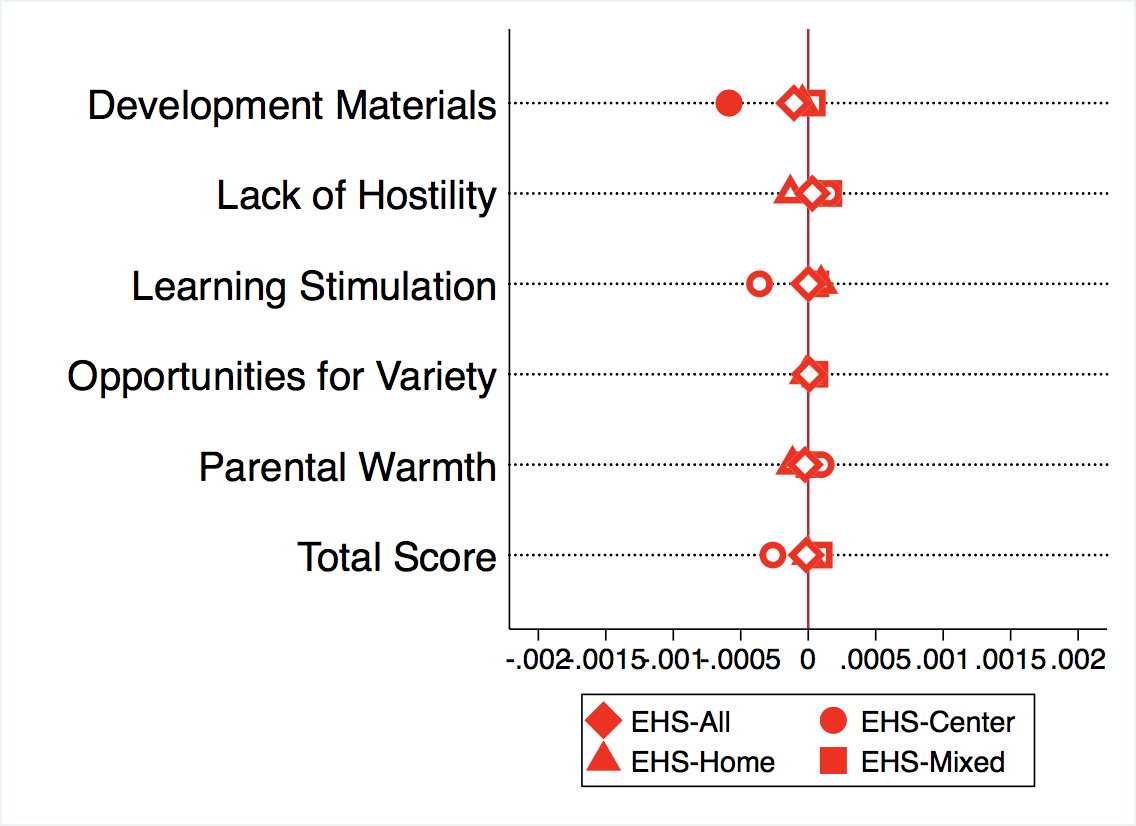 Development Materials
Lack of Hostility
Learning Stimulation
Opportunities for Variety
Parental Warmth
Total Score
-.002 -.0015 -.001 -.0005 0 .0005 .001 .0015 .002
EHS-All EHS-Center
EHS-Home EHS-Mixed